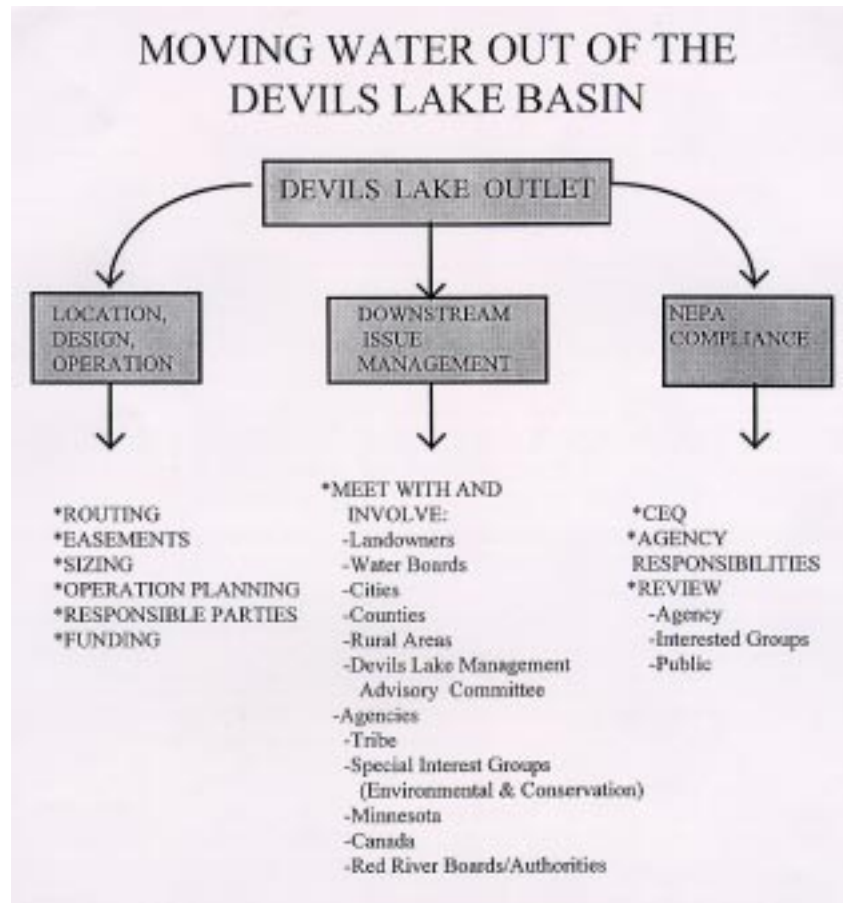 MOVING WATER OUT OF THE
DEVILS LAKE BASIN
DEVILS LAKE OUTLET
LOCATION,
DESIGN,
OPERATION
DOWNSTREAM
ISSUE
MANAGEMENT
NEPA
COMPLIANCE
*ROUTING
*EASEMENTS
*SIZING
*OPERATION PLANNING
*RESPONSIBLE PARTIES
*FUNDING
*MEET WITH AND
INVOLVE:
-Landowners
-Water Boards
-Cities
-Counties
-Rural Areas
-Devils Lake Management
Advisory Committee
-Agencies
-Tribe
-Special Interest Groups
(Environmental & Conservation)
-Minnesota
-Canada
-Red River Boards/Authorities
*CEQ
*AGENCY
RESPONSIBILITIES
*REVIEW
-Agency
-Interested Groups
-Public